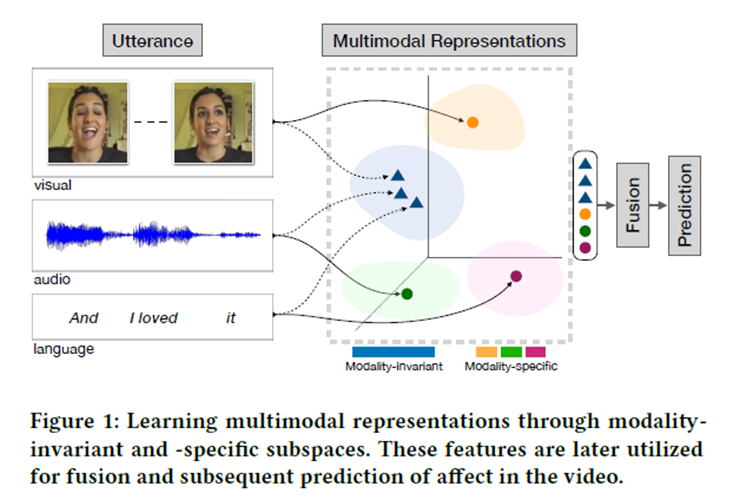 Utterance
Multimodal Representations
visual
audio
And I loved it
language
Modality-invariant
Modality-specific
Fusion
Prediction
Figure 1: Learning multimodal representations through modality-
invariant and -specific subspaces. These features are later utilized
for fusion and subsequent prediction of affect in the video.